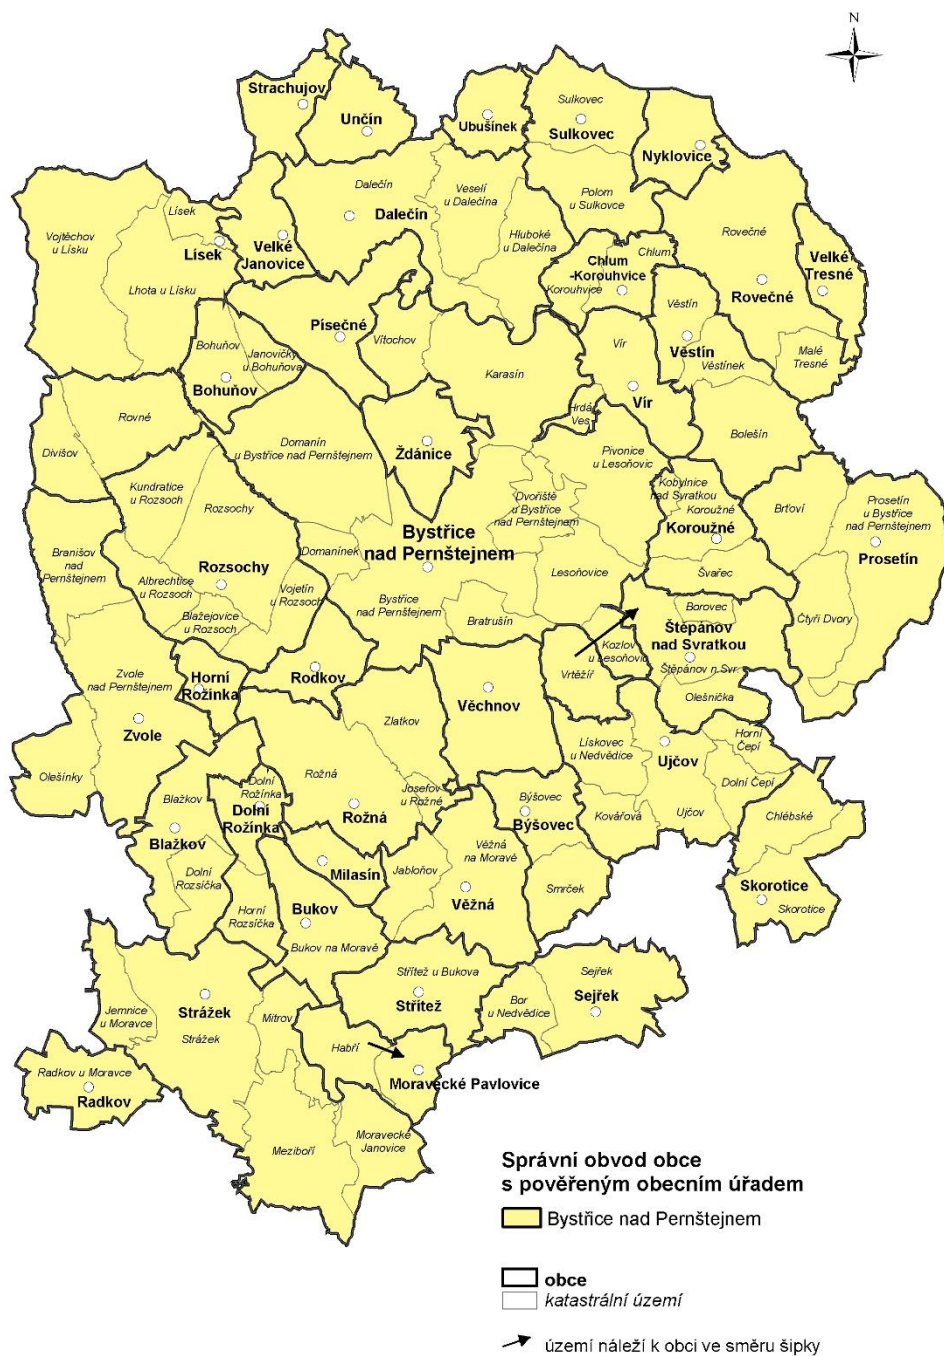 N
Strachujov
Unčín
Ubušínek
Sulkovec
Sulkovec
Nyklovice
Dalečín
Dalečín
Veselí
u Dalečína
Hluboké
u Dalečína
Polom
u Sulkovce
Rovečné
Rovečné
Velké
Tresné
Vojtěchov
u Lísku
Lísek
Lísek
Lhota u Lísku
Velké
Janovice
Chlum
-Korouhvice
Chlum
Korouhvice
Písečné
Vítochov
Karasín
Vír
Vír
Věstín
Věstín
Věstínek
Malé
Tresné
Bohuňov
Janovičky
u Bohuňova
Bohuňov
Hrdá
Ves
Bolešín
Rovné
Divišov
Domanín
u Bystřice nad Pernštejnem
Ždánice
Pivonice
u Lesoňovic
Kundratice
u Rozsoch
Rozsochy
Dvořiště
u Bystřice
nad Pernštejnem
Kobylnice
nad Svratkou
Koroužné
Koroužné
Brťoví
Prosetín
u Bystřice
nad Pernštejnem
Prosetín
Branišov
nad
Pernštejnem
Bystřice
nad Pernštejnem
Domanínek
Rozsochy
Albrechtice
u Rozsoch
Vojetín
u Rozsoch
Blažejovice
u Rozsoch
Bystřice
nad Pernštejnem
Bratrušín
Lesoňovice
Švařec
Borovec
Štěpánov
nad Svratkou
Štěpánov n.Svr.
Čtyři Dvory
Zvole
nad Pernštejnem
Zvole
Horní
Rožínka
Rodkov
Věchnov
Vrtěžíř
Kozlov
u Lesoňovic
Olešnička
Olešínky
Zlatkov
Rožná
Rožná
Josefov
u Rožné
Lískovec
u Nedvědice
Ujčov
Horní
Čepí
Dolní Čepí
Blažkov
Blažkov
Dolní
Rožínka
Dolní
Rožínka
Býšovec
Býšovec
Kovářová
Ujčov
Chlébské
Dolní
Rozsíčka
Milasín
Jabloňov
Věžná
na Moravě
Věžná
Smrček
Skorotice
Skorotice
Horní
Rozsíčka
Bukov
Bukov na Moravě
Strážek
Strážek
Jemnice
u Moravce
Mitrov
Střítež u Bukova
Střítež
Bor
u Nedvědice
Sejřek
Sejřek
Habří
Radkov u Moravce
Radkov
Moravecké Pavlovice
Meziboří
Moravecké
Janovice
Správní obvod obce
s pověřeným obecním úřadem
Bystřice nad Pernštejnem
obce
katastrální území
území náleží k obci ve směru šipky